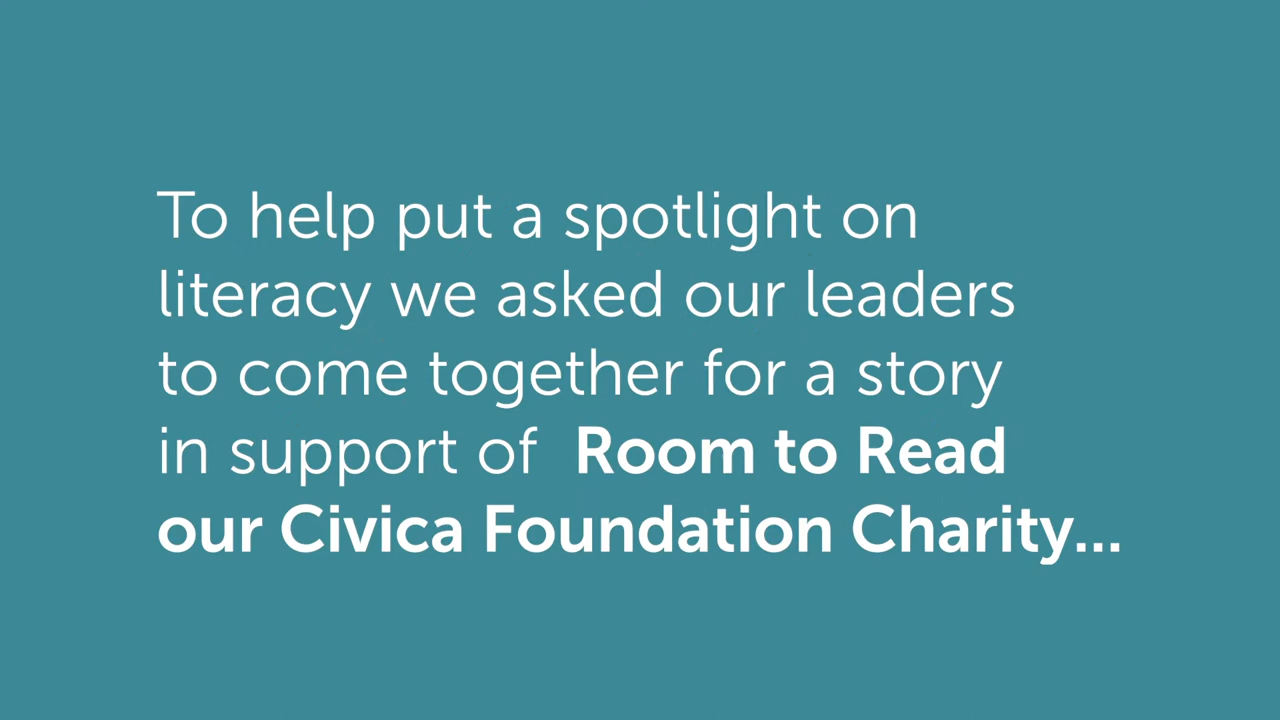 To help put a spotlight on
literacy we asked our leaders
to come together for a story
in support of  Room to Read
our Civica Foundation Charity...